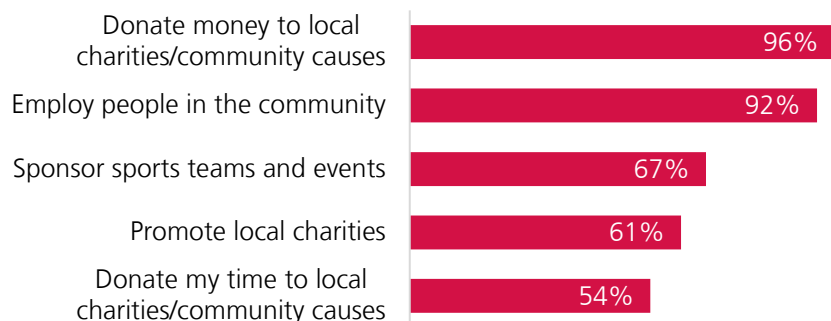 Donate money to local
charities/community causes
96%
Employ people in the community
92%
Sponsor sports teams and events
67%
Promote local charities
61%
Donate my time to local
charities/community causes
54%